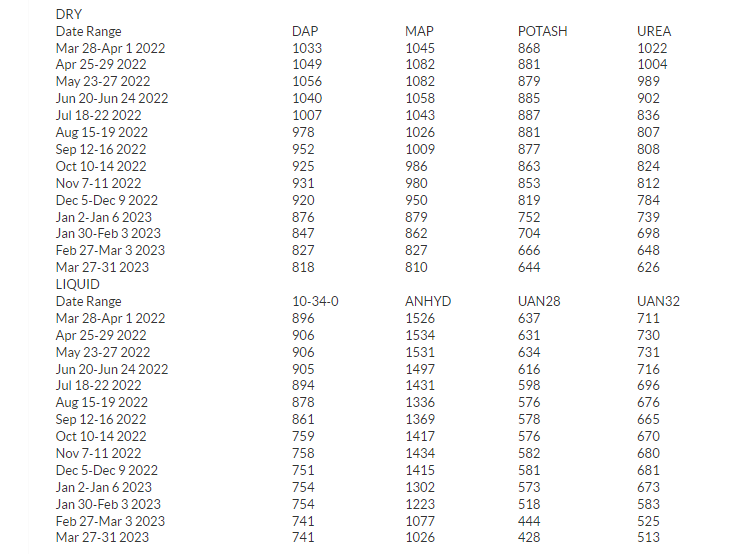 DRY
Date Range DAP MAP POTASH UREA
Mar 28-Apr 1 2022 1033 1045 868 1022
Apr 25-29 2022 1049 1082 881 1004
May 23-27 2022 1056 1082 879 989
Jun 20-Jun 24 2022 1040 1058 885 902
Jul 18-22 2022 1007 1043 887 836
Aug 15-19 2022 978 1026 881 807
Sep 12-16 2022 952 1009 877 808
Oct 10-14 2022 925 986 863 824
Nov 7-11 2022 931 980 853 812
Dec 5-Dec 9 2022 920 950 819 784
Jan 2-Jan 6 2023 876 879 752 739
Jan 30-Feb 3 2023 847 862 704 698
Feb 27-Mar 3 2023 827 827 666 648
Mar 27-31 2023 818 810 644 626
LIQUID
Date Range 10-34-0 ANHYD UAN28 UAN32
Mar 28-Apr 1 2022 896 1526 637 711
Apr 25-29 2022 906 1534 631 730
May 23-27 2022 906 1531 634 731
Jun 20-Jun 24 2022 905 1497 616 716
Jul 18-22 2022 894 1431 598 696
Aug 15-19 2022 878 1336 576 676
Sep 12-16 2022 861 1369 578 665
Oct 10-14 2022 759 1417 576 670
Nov 7-11 2022 758 1434 582 680
Dec 5-Dec 9 2022 751 1415 581 681
Jan 2-Jan 6 2023 754 1302 573 673
Jan 30-Feb 3 2023 754 1223 518 583
Feb 27-Mar 3 2023 741 1077 444 525
Mar 27-31 2023 741 1026 428 513